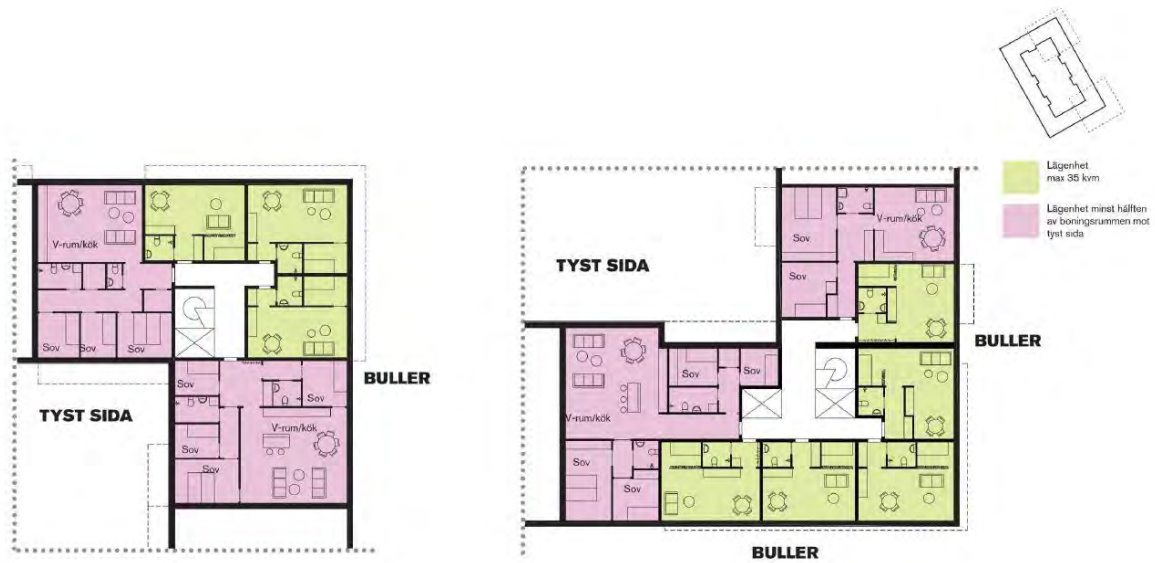 Lägenhet
max 35 kvm
Lägenhet minst hälften
av boningsrummen mot
tyst sida
V-rum/kök
Sov
Sov
Sov
BULLER
TYST SIDA
Sov
Sov
V-rum/kök
Sov
Sov
TYST SIDA
Sov
V-rum/kök
Sov
BULLER
Sov
Sov
V-rum/kök
Sov
Sov
BULLER